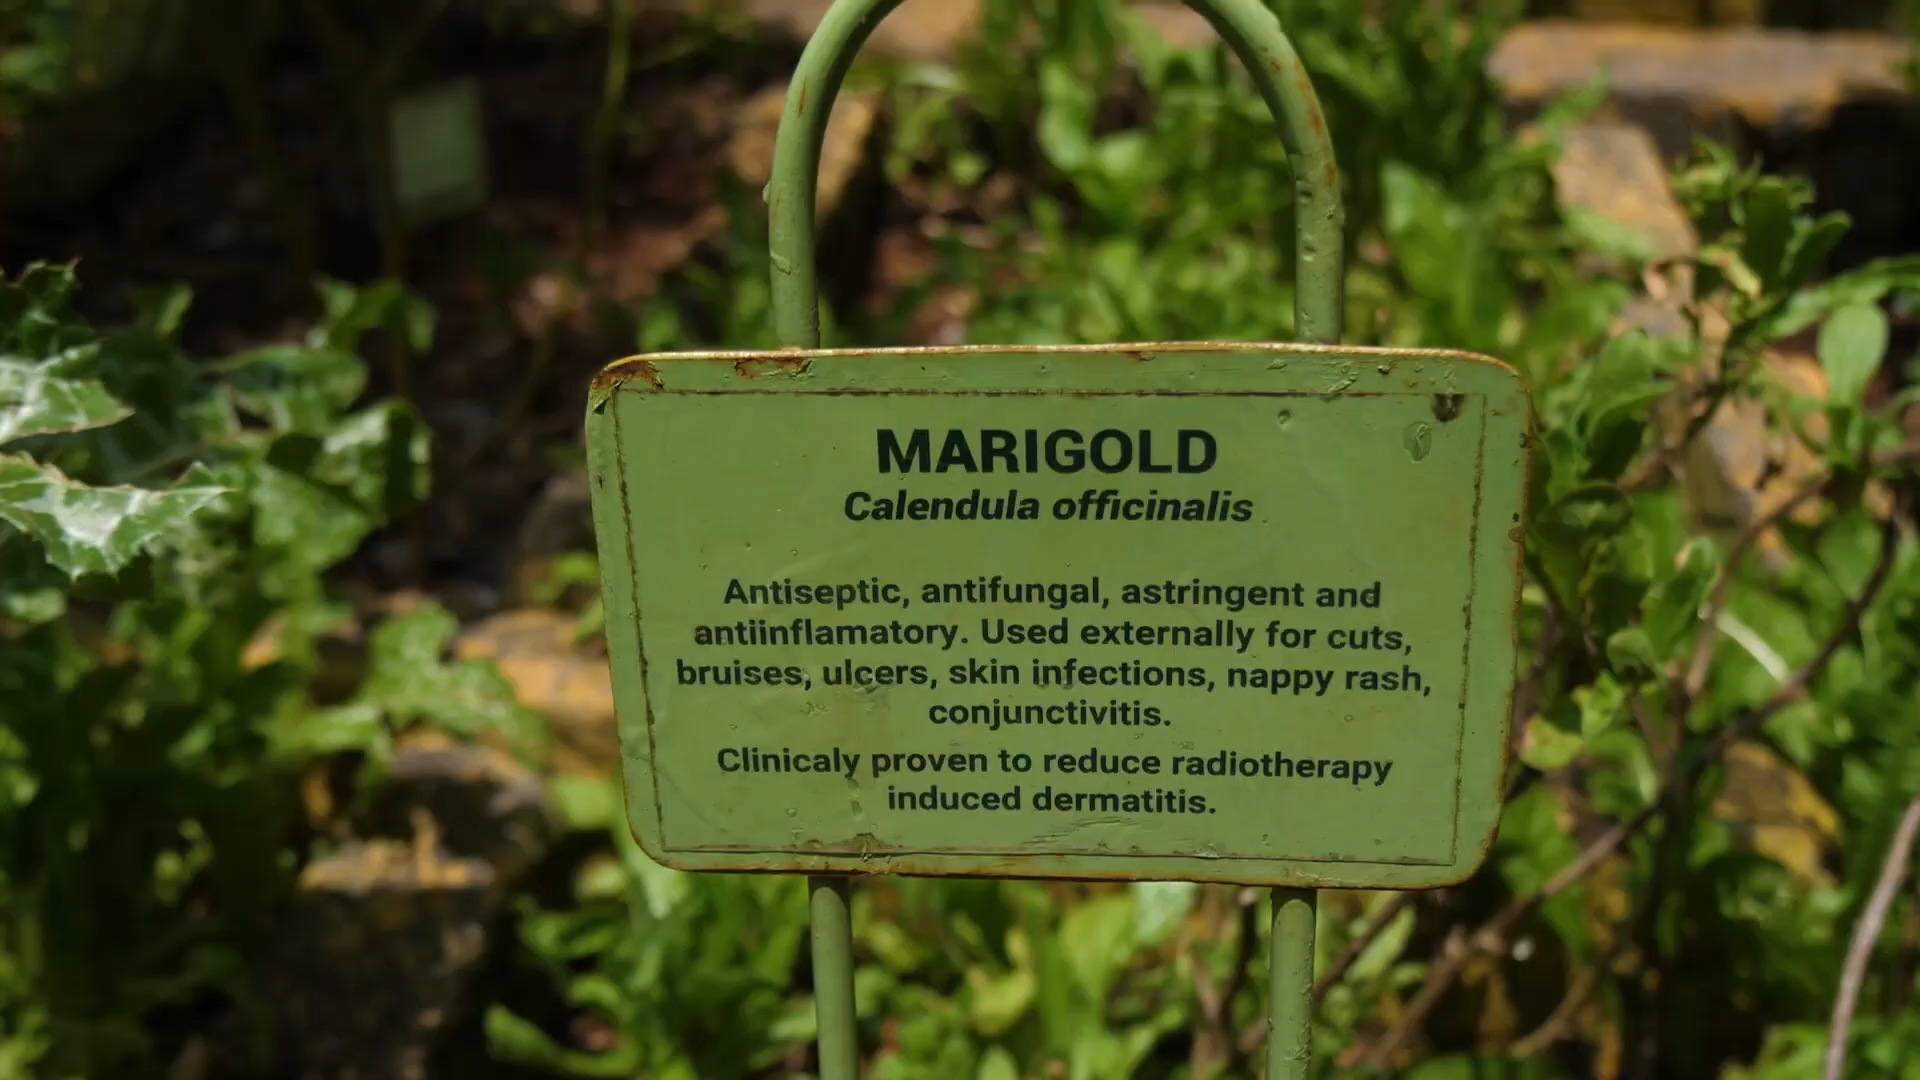 MARIGOLD
Calendula officinalis
Antiseptic, antifungal, astringent and
antiinflamatory. Used externally for cuts,
bruises, ulcers, skin infections, nappy rash,
conjunctivitis.
Clinicaly proven to reduce radiotherapy
induced dermatitis.